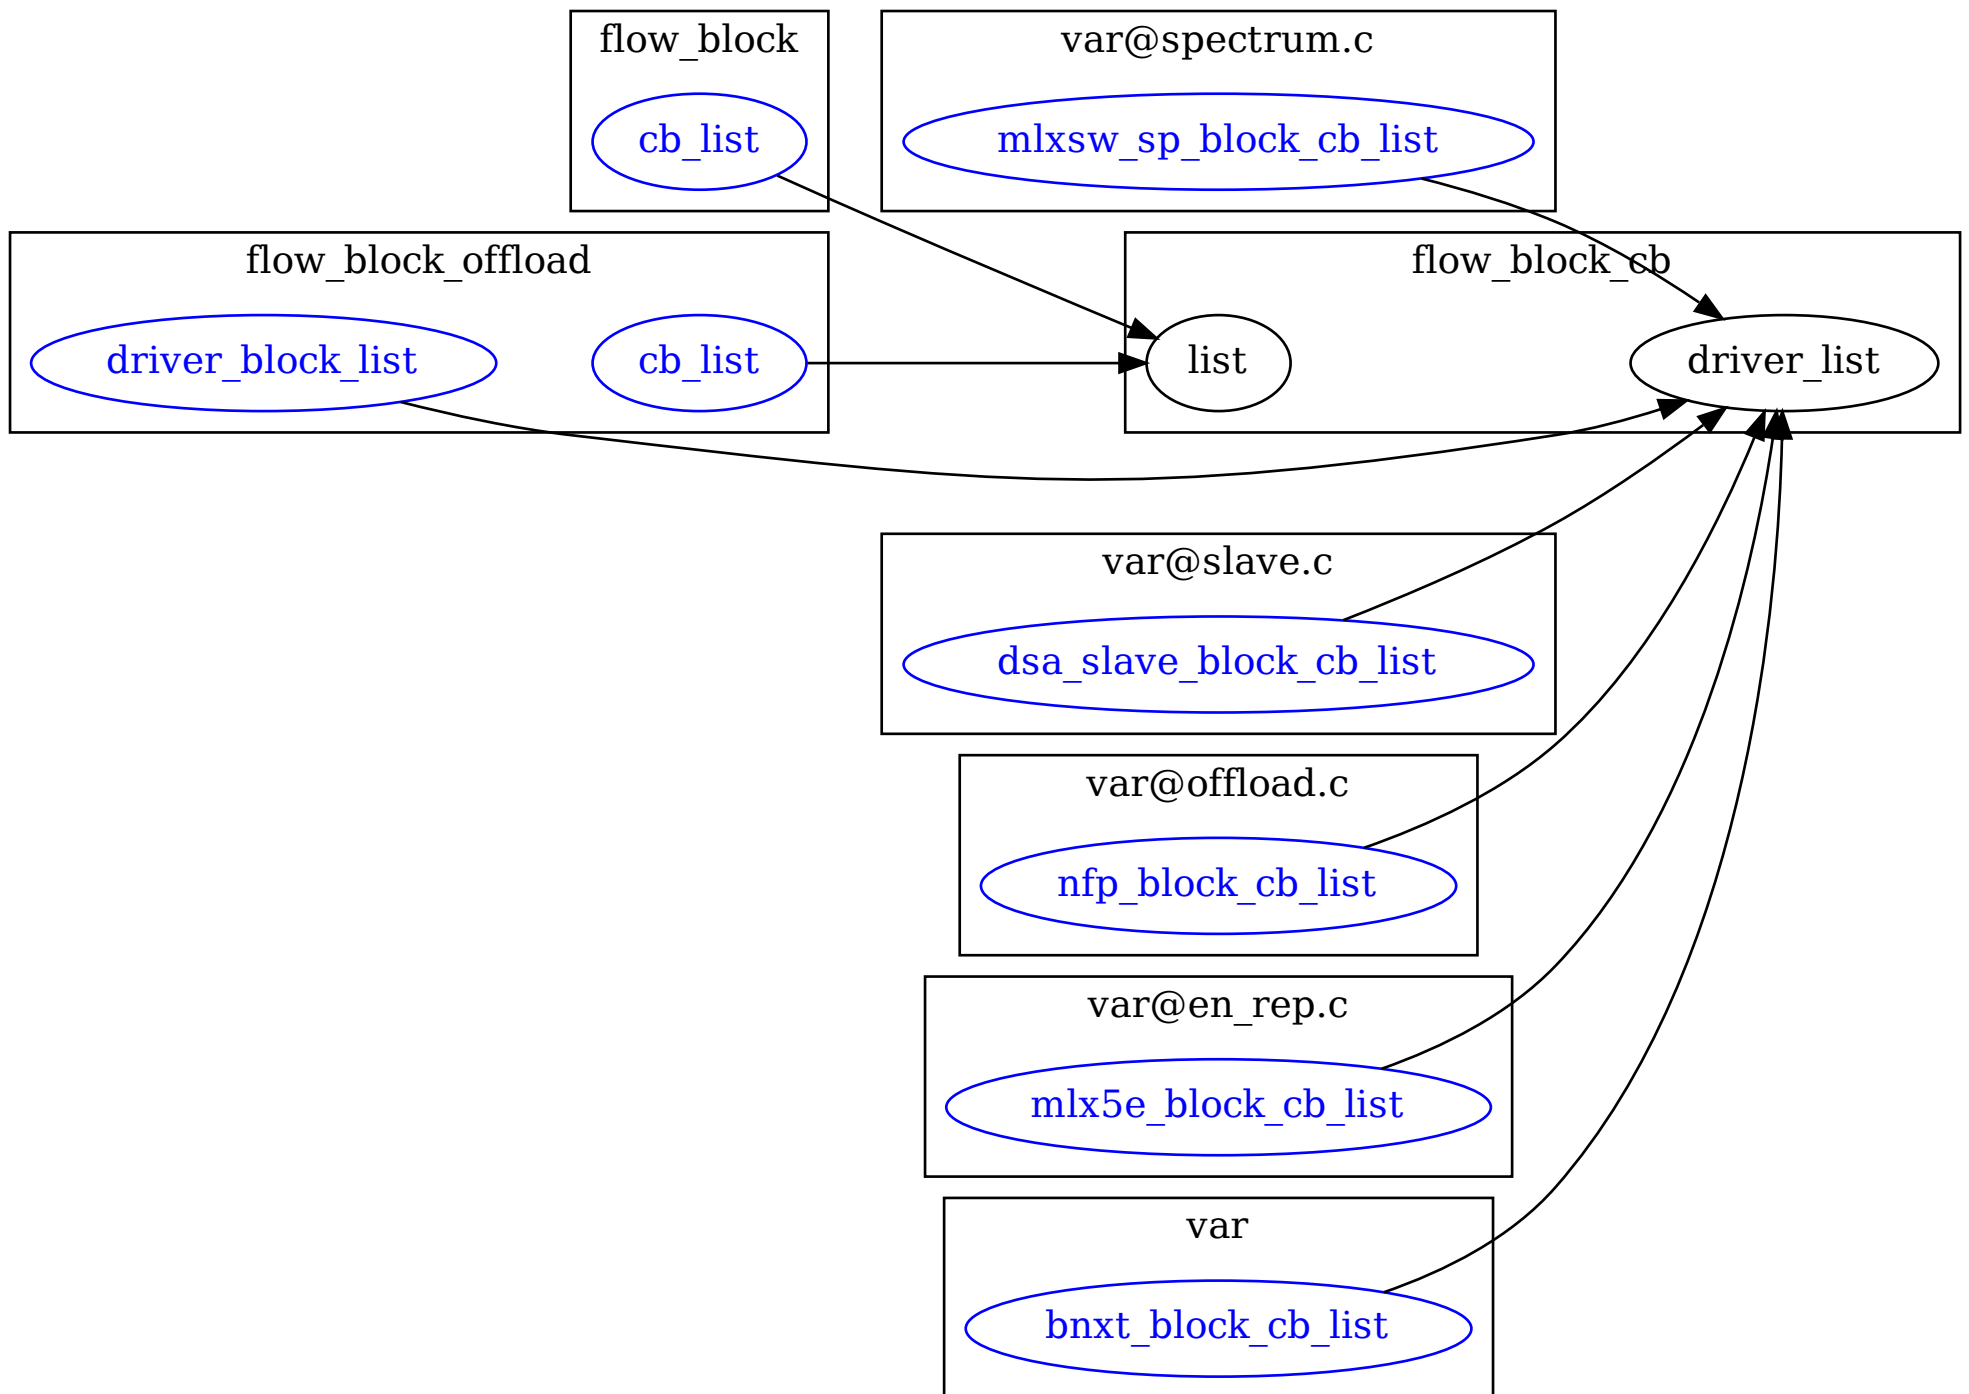 flow_block
cb_list
var@spectrum.c
mlxsw_sp_block_cb_list
flow_block_offload
driver_block_list
cb_list
flow_block_cb
list
driver_list
var@slave.c
dsa_slave_block_cb_list
var@offload.c
nfp_block_cb_list
var@en_rep.c
mlx5e_block_cb_list
var
bnxt_block_cb_list